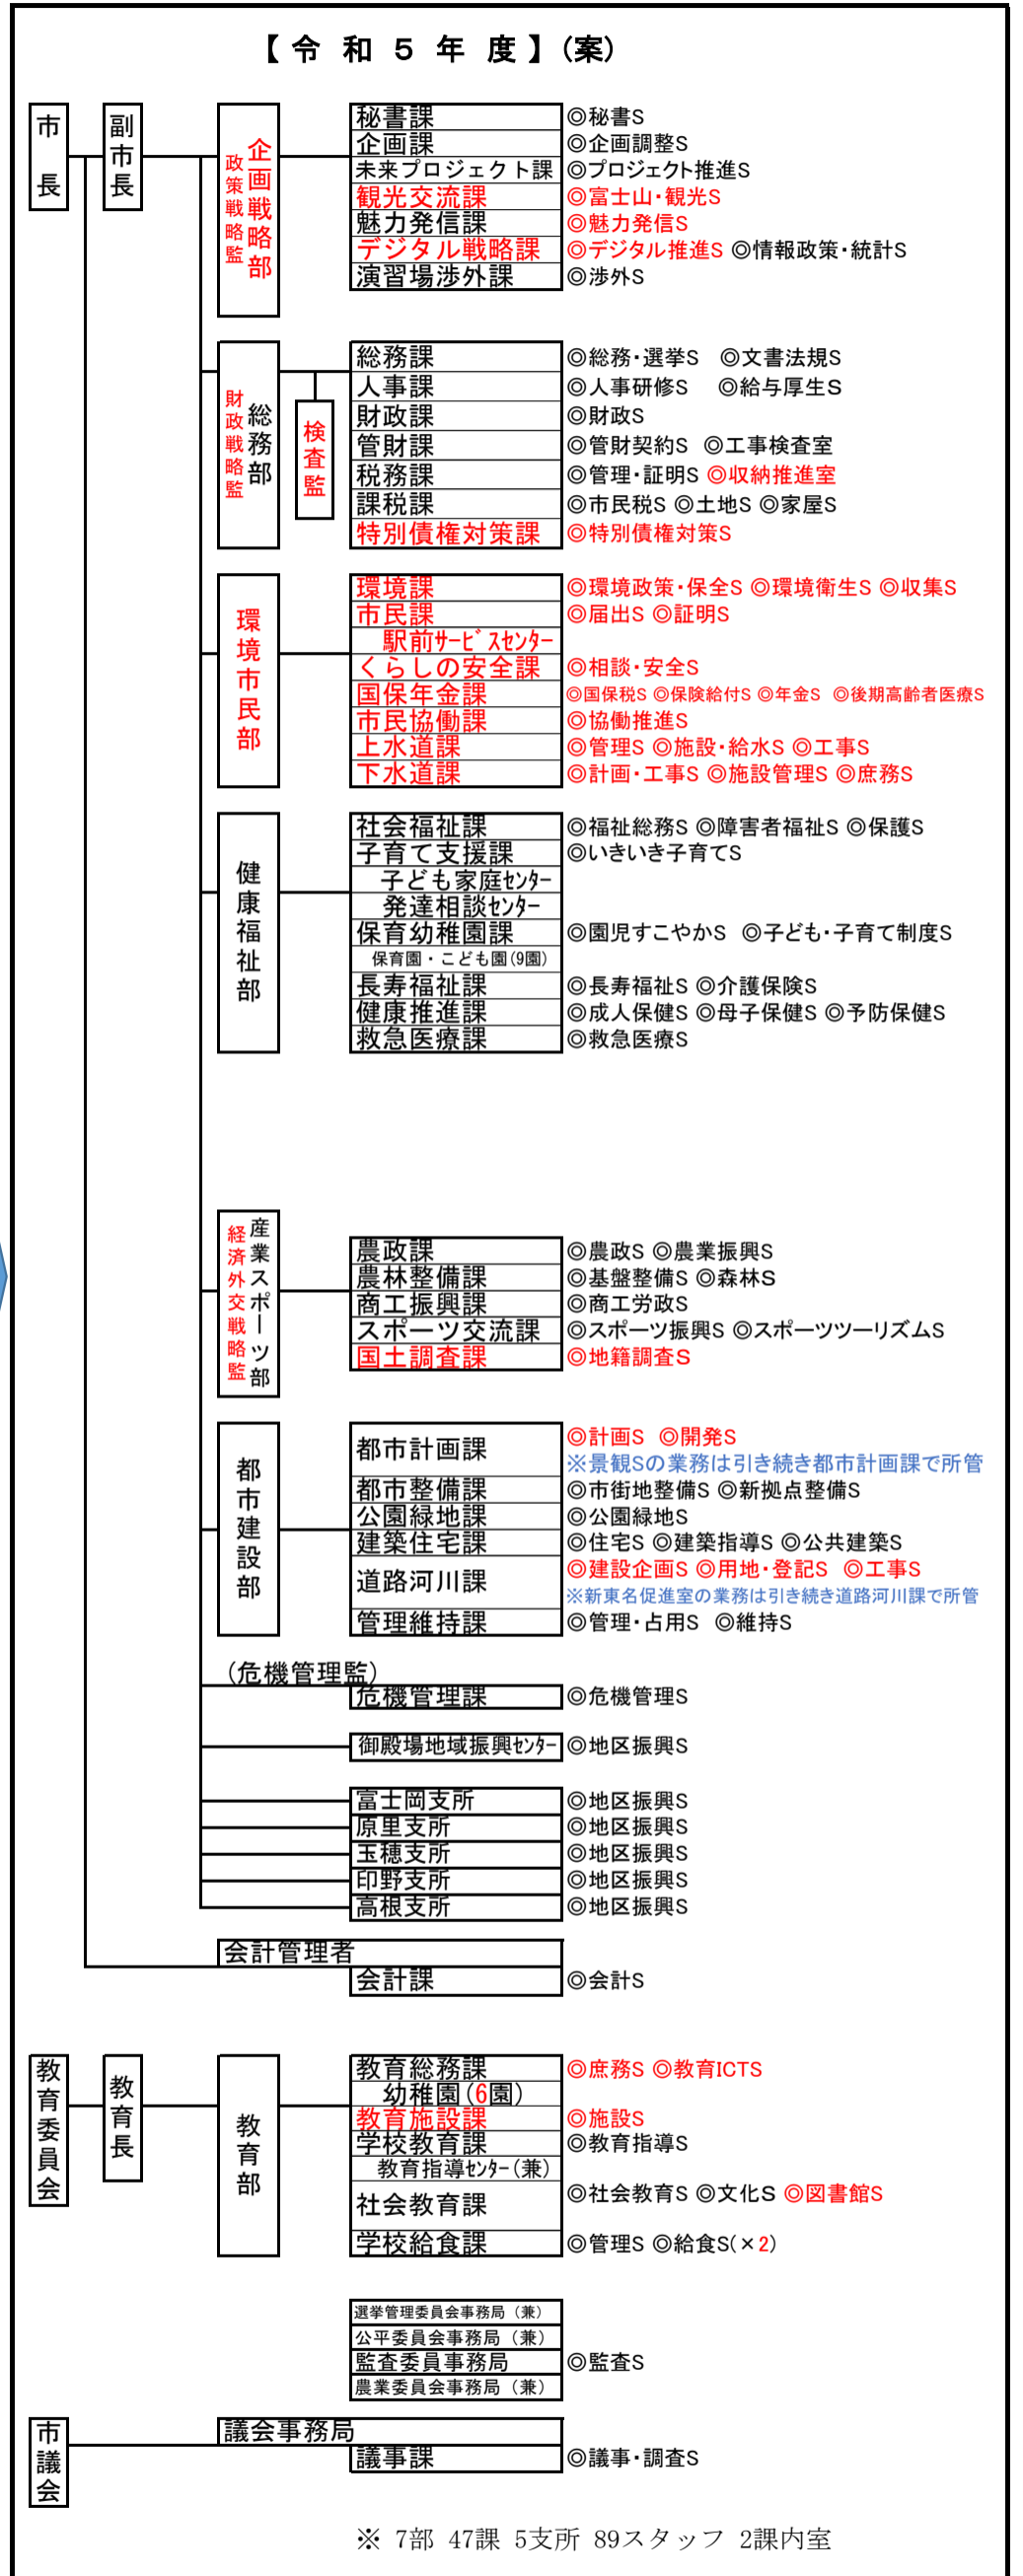 【令和５年度】(案)
市長
副市長
企画戦略部
政策戦略監
秘書課 ◎秘書S
企画課 ◎企画調整S
未来プロジェクト課 ◎プロジェクト推進S
観光交流課 ◎富士山・観光S
魅力発信課 ◎魅力発信S
デジタル戦略課 ◎デジタル推進S ◎情報政策・統計S
演習場渉外課 ◎渉外S
総務部
財政戦略監
検査監
総務課 ◎総務・選挙S ◎文書法規S
人事課 ◎人事研修S ◎給与厚生S
財政課 ◎財政S
管財課 ◎管財契約S ◎工事検査室
税務課 ◎管理・証明S ◎収納推進室
課税課 ◎市民税S ◎土地S ◎家屋S
特別債権対策課 ◎特別債権対策S
環境市民部
環境課 ◎環境政策・保全S ◎環境衛生S ◎収集S
市民課 ◎届出S ◎証明S
駅前ｻｰﾋﾞｽｾﾝﾀｰ
くらしの安全課 ◎相談・安全S
国保年金課 ◎国保税S ◎保険給付S ◎年金S ◎後期高齢者医療S
市民協働課 ◎協働推進S
上水道課 ◎管理S ◎施設・給水S ◎工事S
下水道課 ◎計画・工事S ◎施設管理S ◎庶務S
健康福祉部
社会福祉課 ◎福祉総務S ◎障害者福祉S ◎保護S
子育て支援課 ◎いきいき子育てS
子ども家庭ｾﾝﾀｰ
発達相談ｾﾝﾀｰ
保育幼稚園課 ◎園児すこやかS ◎子ども・子育て制度S
保育園・こども園(9園)
長寿福祉課 ◎長寿福祉S ◎介護保険S
健康推進課 ◎成人保健S ◎母子保健S ◎予防保健S
救急医療課 ◎救急医療S
産業スポーツ部
経済外交戦略監
農政課 ◎農政S ◎農業振興S
農林整備課 ◎基盤整備S ◎森林S
商工振興課 ◎商工労政S
スポーツ交流課 ◎スポーツ振興S ◎スポーツツーリズムS
国土調査課 ◎地籍調査S
都市建設部
都市計画課 ◎計画S ◎開発S
※景観Sの業務は引き続き都市計画課で所管
都市整備課 ◎市街地整備S ◎新拠点整備S
公園緑地課 ◎公園緑地S
建築住宅課 ◎住宅S ◎建築指導S ◎公共建築S
道路河川課 ◎建設企画S ◎用地・登記S ◎工事S
※新東名促進室の業務は引き続き道路河川課で所管
管理維持課 ◎管理・占用S ◎維持S
(危機管理監)
危機管理課 ◎危機管理S
御殿場地域振興ｾﾝﾀｰ ◎地区振興S
富士岡支所 ◎地区振興S
原里支所 ◎地区振興S
玉穂支所 ◎地区振興S
印野支所 ◎地区振興S
高根支所 ◎地区振興S
会計管理者
会計課 ◎会計S
教育委員会
教育長
教育部
教育総務課 ◎庶務S ◎教育ICTS
幼稚園(6園)
教育施設課 ◎施設S
学校教育課 ◎教育指導S
教育指導ｾﾝﾀｰ(兼)
社会教育課 ◎社会教育S ◎文化S ◎図書館S
学校給食課 ◎管理S ◎給食S(×2)
選挙管理委員会事務局（兼）
公平委員会事務局（兼）
監査委員事務局 ◎監査S
農業委員会事務局（兼）
市議会
議会事務局
議事課 ◎議事・調査S
※ 7部 47課 5支所 89スタッフ 2課内室